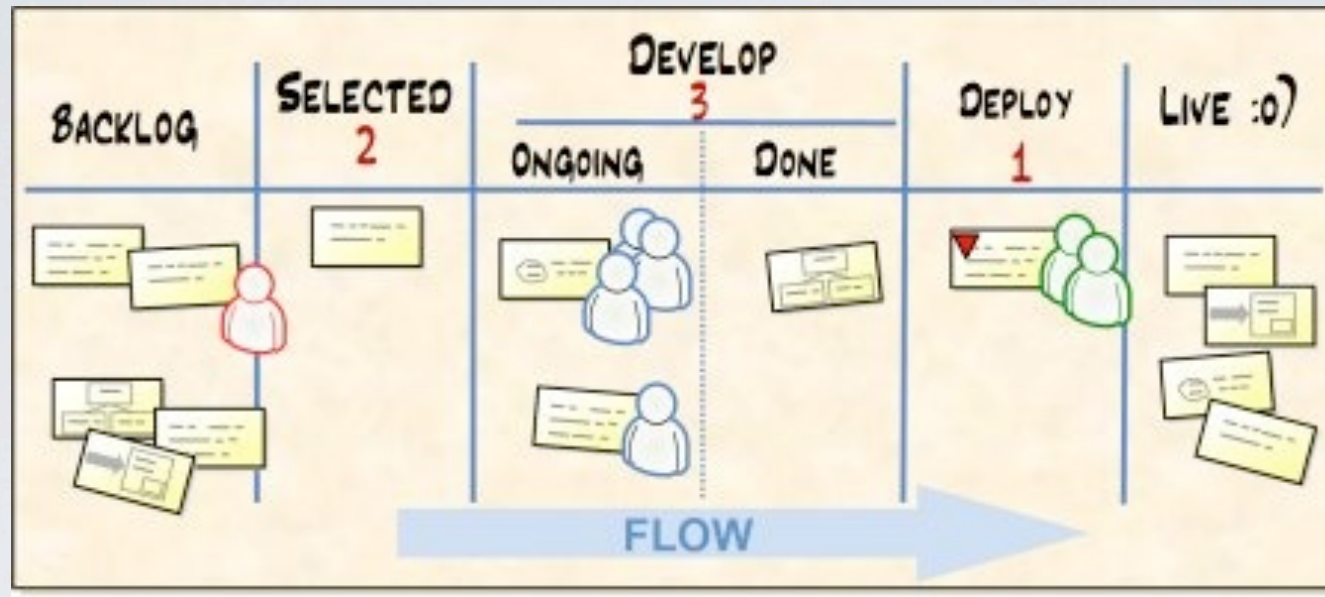 BACKLOG
SELECTED
2
DEVELOP
3
ONGOING
DONE
DEPLOY
1
LIVE :o)
FLOW